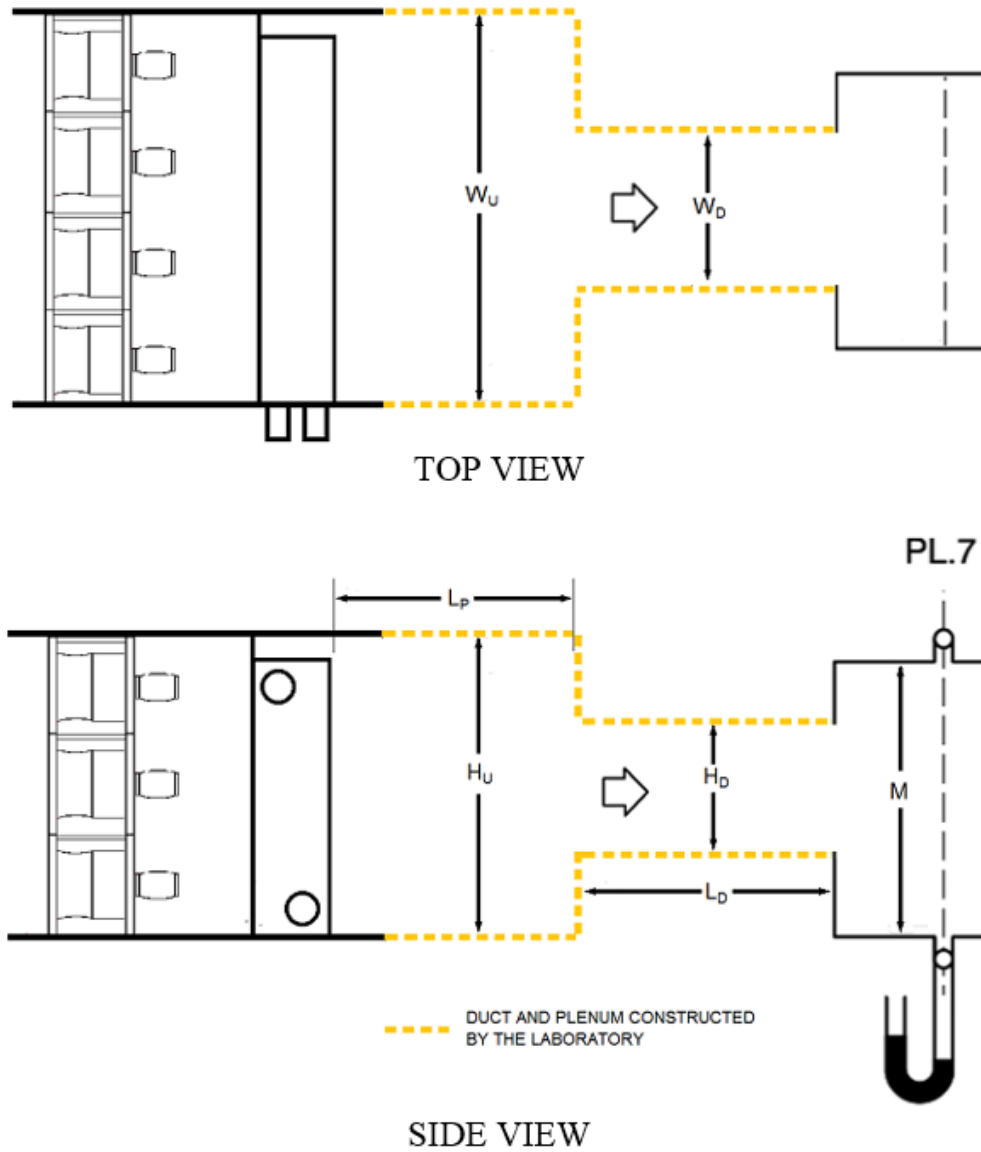 W_U
W_D
TOP VIEW
PL.7
L_P
H_U
H_D
M
L_D
DUCT AND PLENUM CONSTRUCTED
BY THE LABORATORY
SIDE VIEW